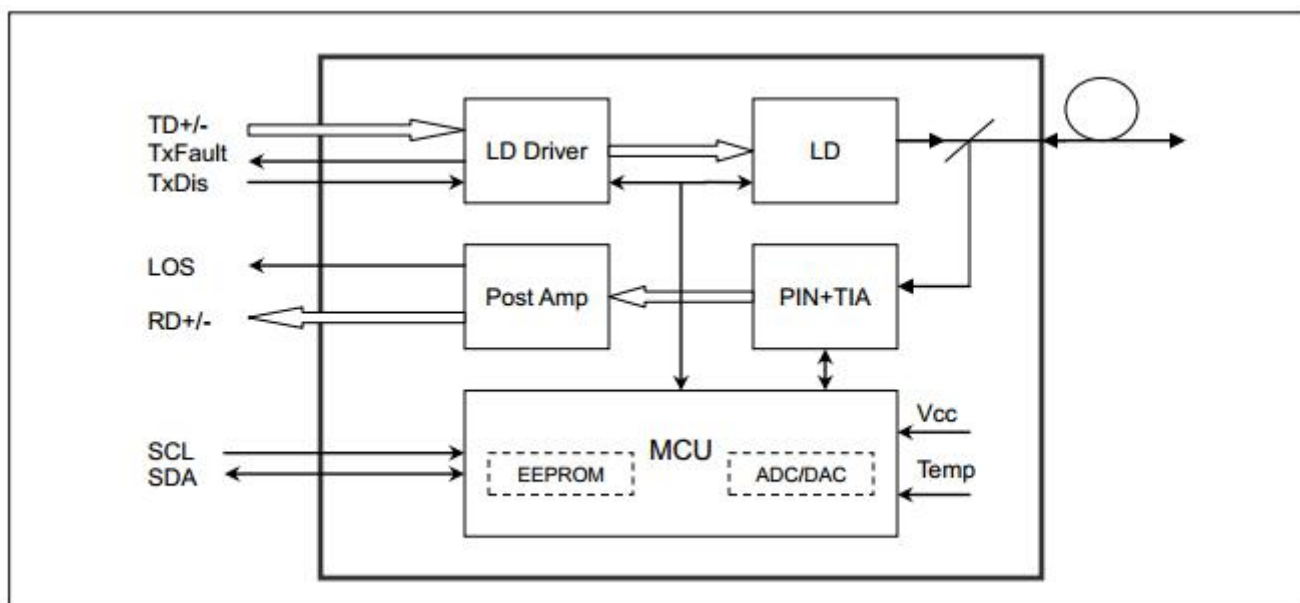 TD+/-
TxFault
TxDis
LD Driver
LD
LOS
RD+/-
Post Amp
PIN+TIA
SCL
SDA
MCU
EEPROM
ADC/DAC
Vcc
Temp